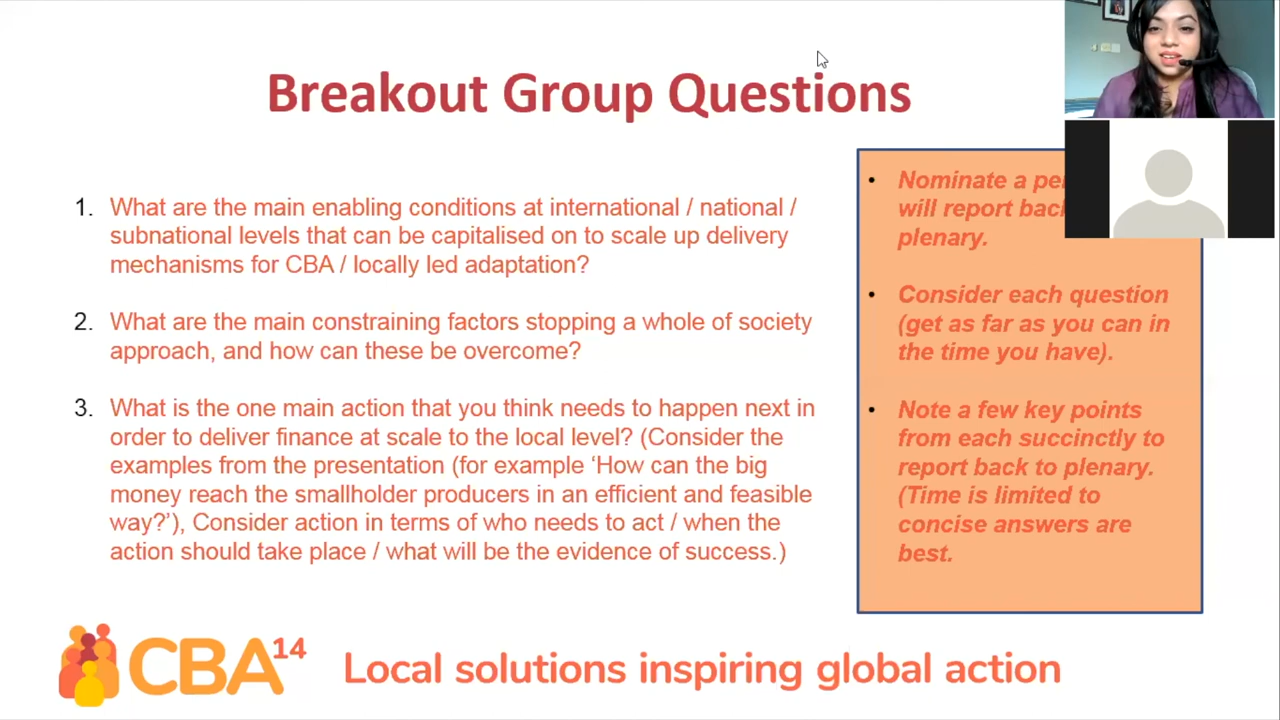 Breakout Group Questions
1. What are the main enabling conditions at international / national /
subnational levels that can be capitalised on to scale up delivery
mechanisms for CBA / locally led adaptation?
2. What are the main constraining factors stopping a whole of society
approach, and how can these be overcome?
3. What is the one main action that you think needs to happen next in
order to deliver finance at scale to the local level? (Consider the
examples from the presentation (for example ‘How can the big
money reach the smallholder producers in an efficient and feasible
way?’), Consider action in terms of who needs to act / when the
action should take place / what will be the evidence of success.)
• Nominate a
will report
plenary.
• Consider each question
(get as far as you can in
the time you have).
• Note a few key points
from each succinctly to
report back to plenary.
(Time is limited to
concise answers are
best.
CBA14
Local solutions inspiring global action